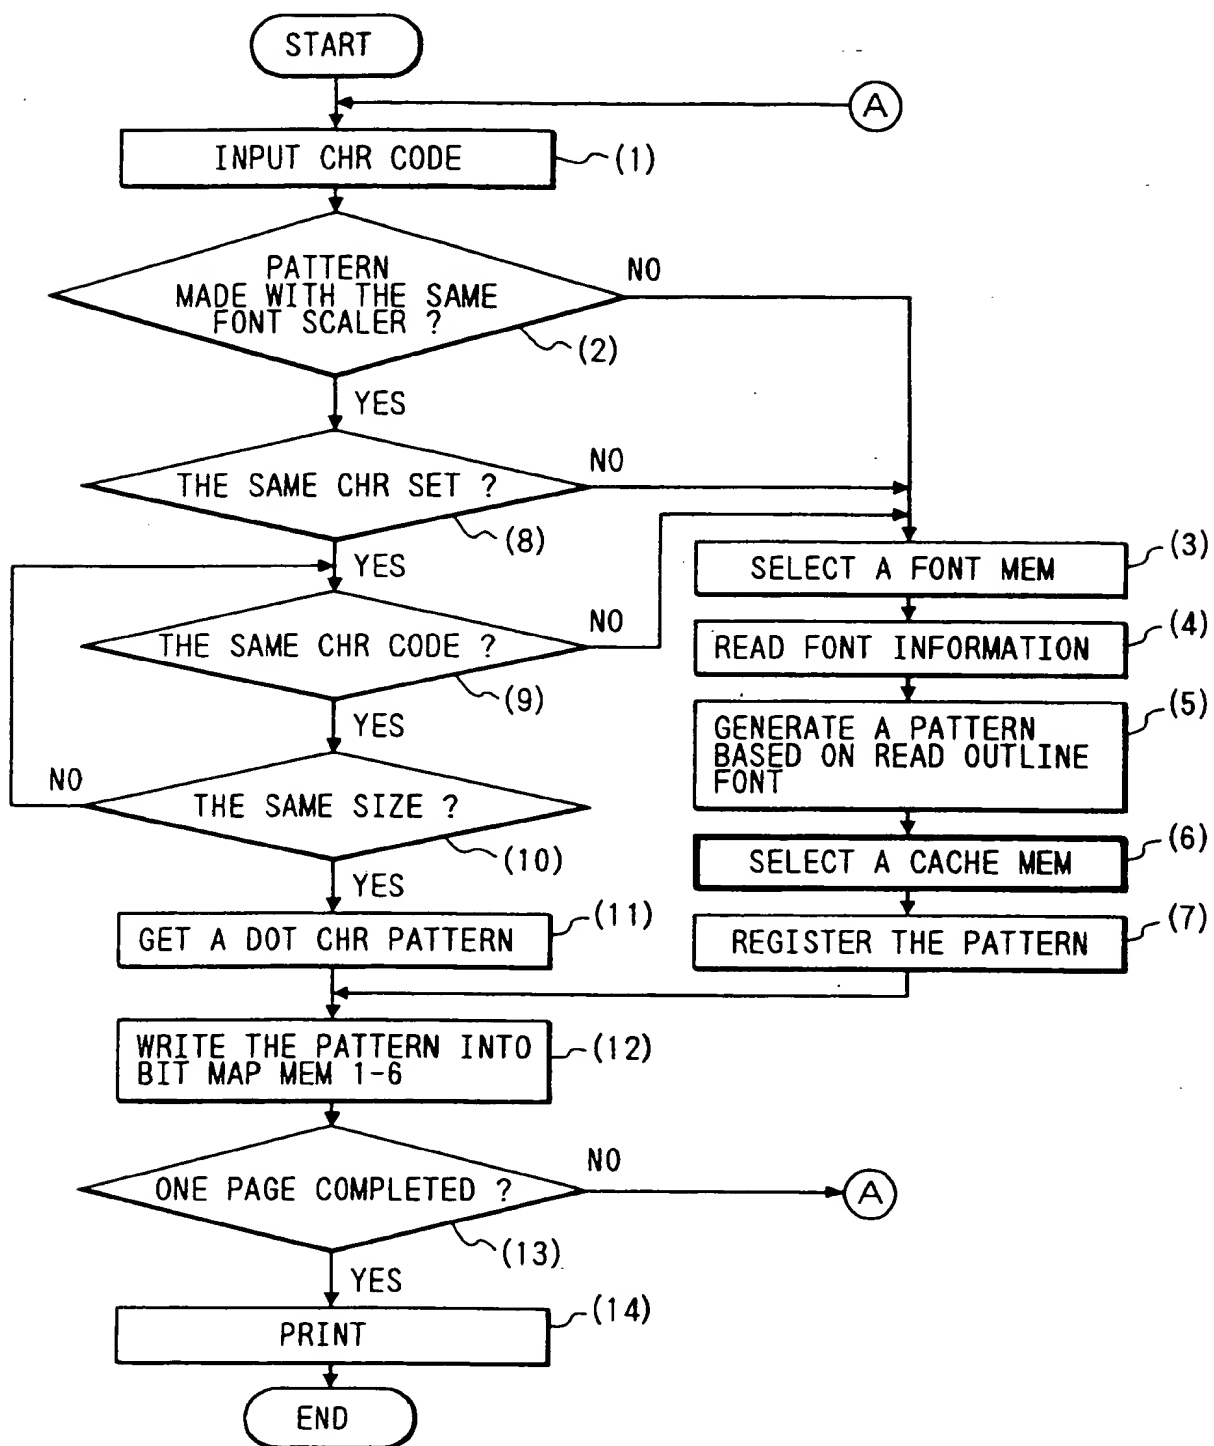 START
A
INPUT CHR CODE
(1)
PATTERN
MADE WITH THE SAME
FONT SCALER ?
NO
(2)
YES
THE SAME CHR SET ?
NO
(8)
YES
THE SAME CHR CODE ?
NO
(9)
YES
THE SAME SIZE ?
NO
(10)
YES
GET A DOT CHR PATTERN
(11)
SELECT A FONT MEM
(3)
READ FONT INFORMATION
(4)
GENERATE A PATTERN
BASED ON READ OUTLINE
FONT
(5)
SELECT A CACHE MEM
(6)
REGISTER THE PATTERN
(7)
WRITE THE PATTERN INTO
BIT MAP MEM 1-6
(12)
ONE PAGE COMPLETED ?
NO
A
(13)
YES
PRINT
(14)
END